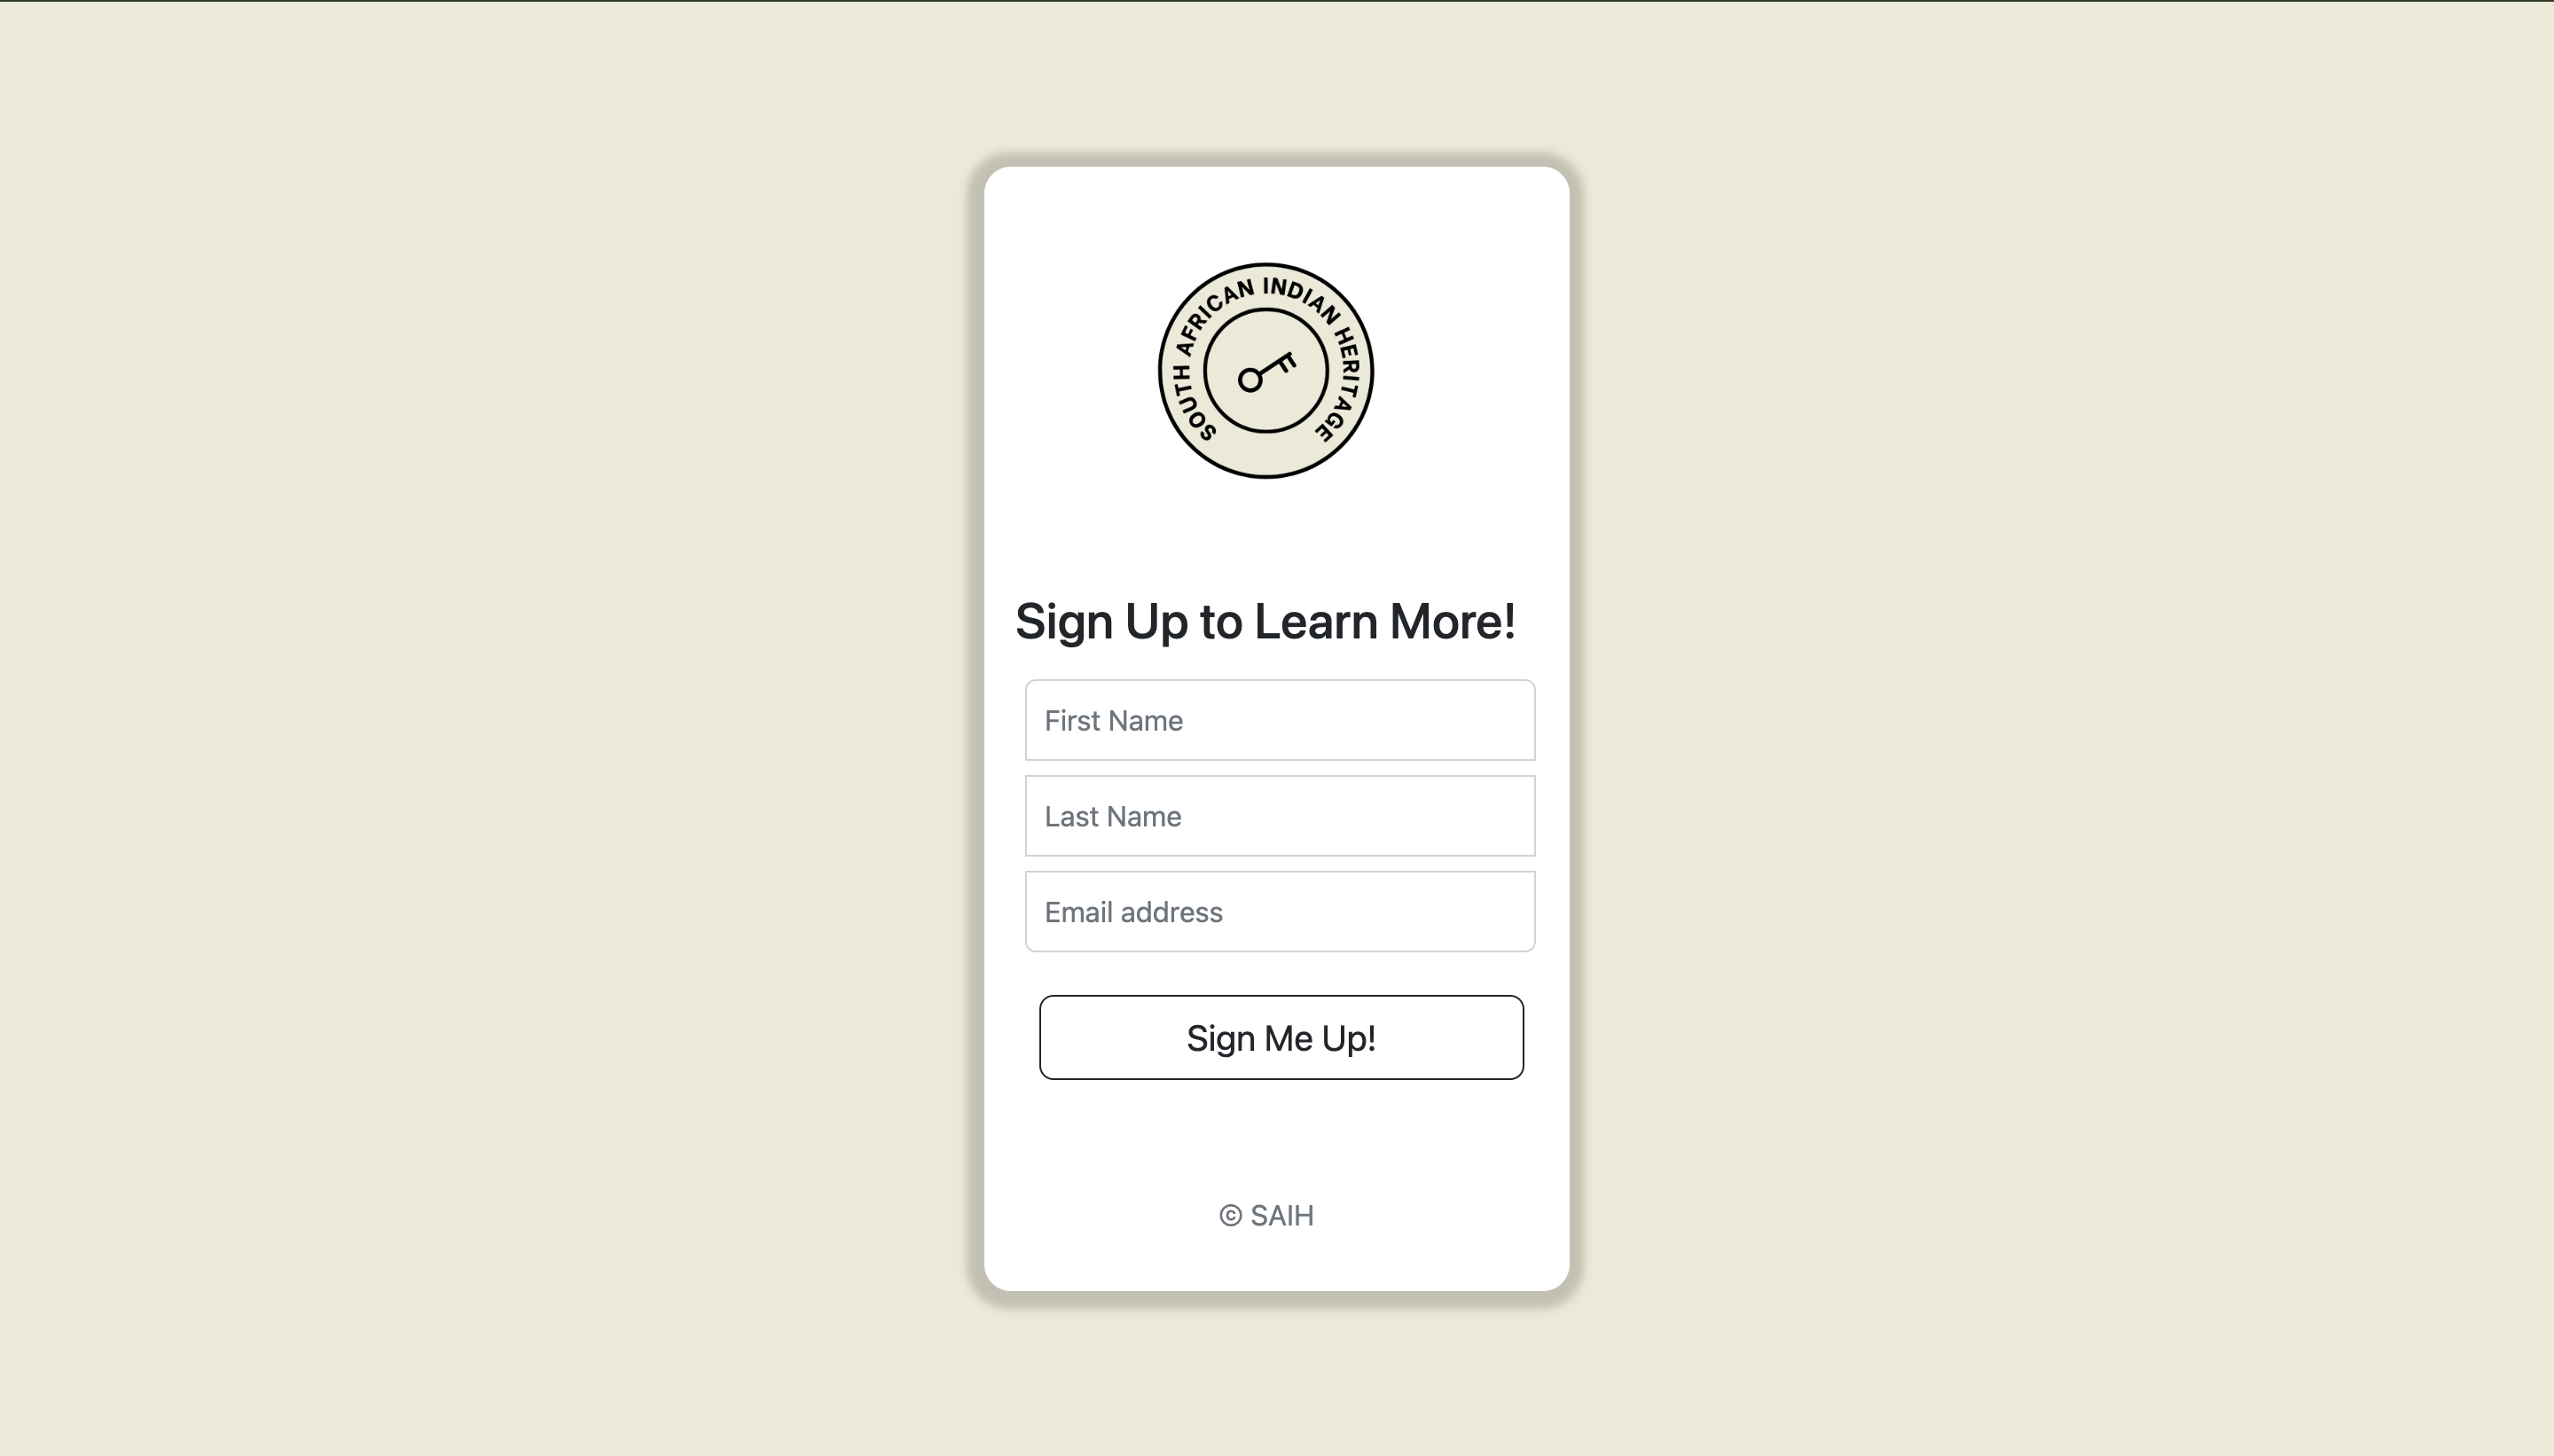 SOUTH AFRICAN INDIAN HERITAGE
Sign Up to Learn More!
First Name
Last Name
Email address
Sign Me Up!
© SAIH